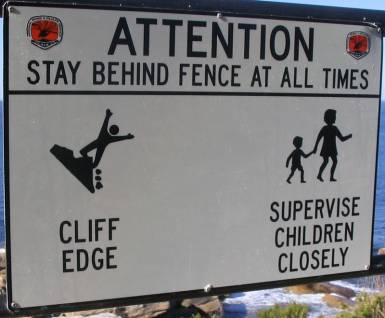 ATTENTION
STAY BEHIND FENCE AT ALL TIMES
CLIFF
EDGE
SUPERVISE
CHILDREN
CLOSELY